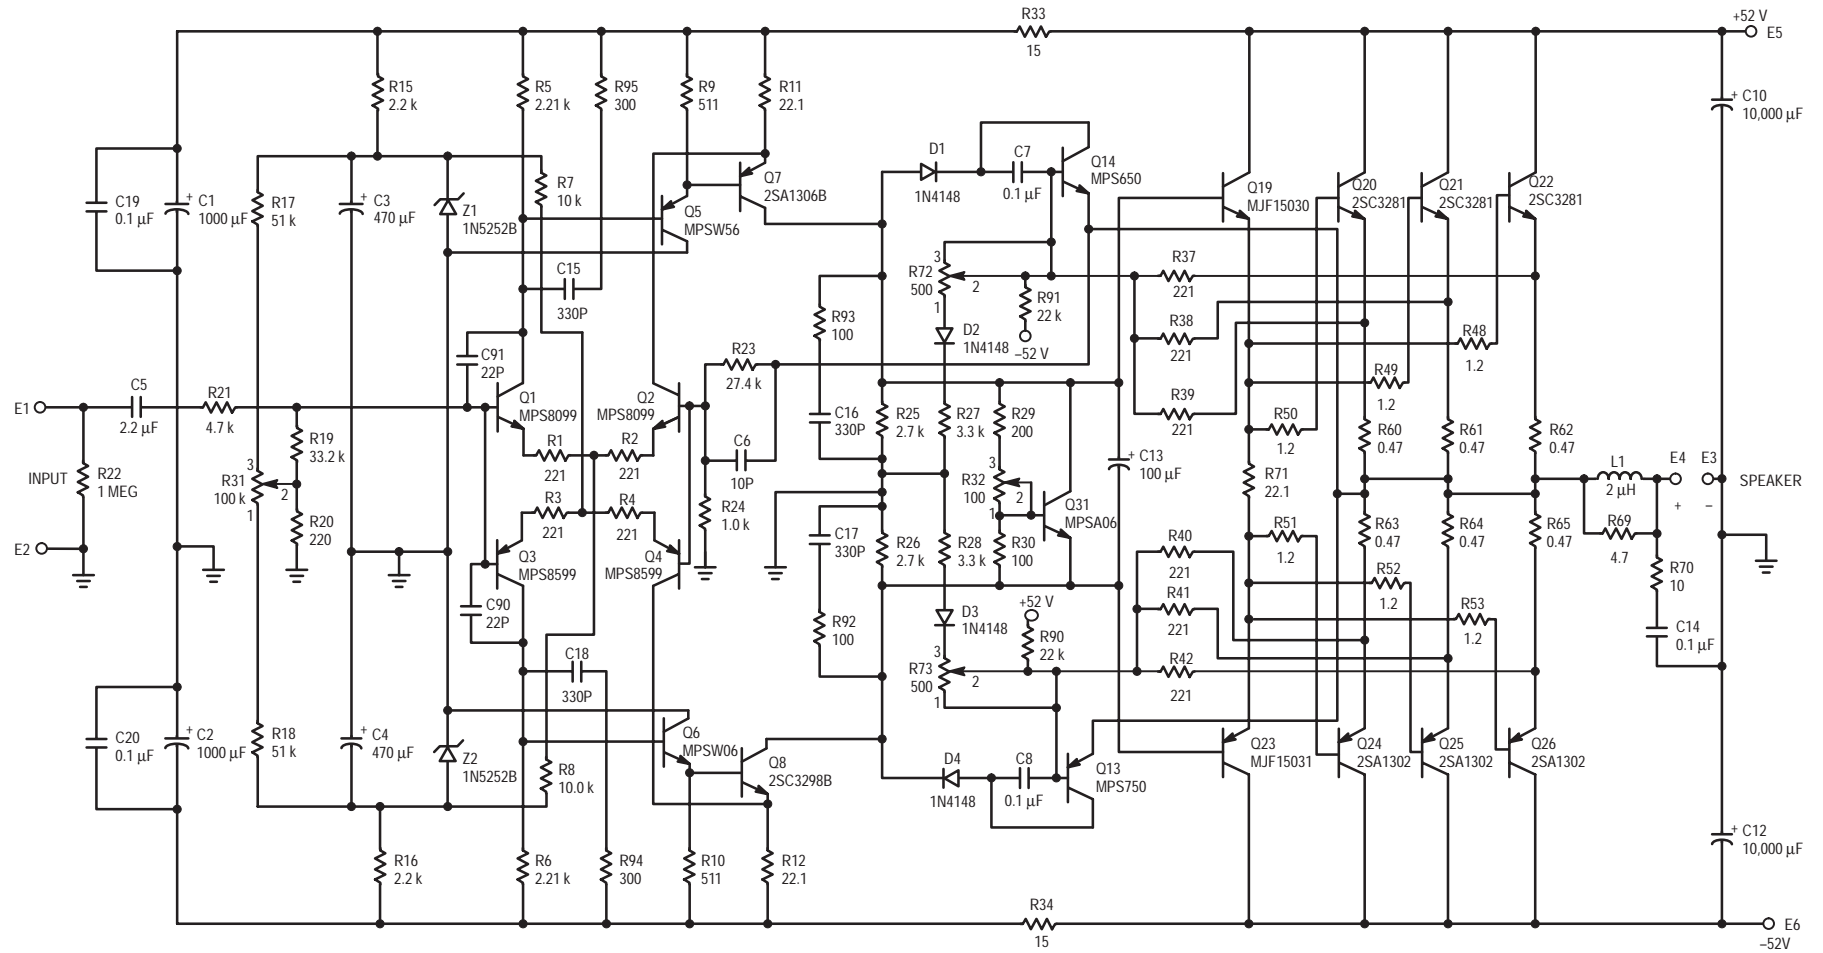 R33
15
+52 V
E5
R15
2.2 k
R5
2.21 k
R95
300
R9
511
R11
22.1
+ C10
10,000 µF
C19
0.1 µF
+ C1
1000 µF
R17
51 k
+ C3
470 µF
Z1
1N5252B
R7
10 k
Q5
MPSW56
Q7
2SA1306B
D1
1N4148
C7
0.1 µF
Q14
MPS650
Q19
MJF15030
Q20
2SC3281
Q21
2SC3281
Q22
2SC3281
C15
330P
R72
500
3
2
1
R91
22 k
–52 V
R37
221
R93
100
D2
1N4148
R38
221
R48
1.2
C91
22P
R23
27.4 k
R49
1.2
E1
C5
2.2 µF
R21
4.7 k
Q1
MPS8099
Q2
MPS8099
C16
330P
R25
2.7 k
R27
3.3 k
R29
200
R39
221
R50
1.2
R60
0.47
R61
0.47
R62
0.47
R19
33.2 k
R1
221
R2
221
C6
10P
+ C13
100 µF
INPUT
R22
1 MEG
R31
100 k
3
2
1
R32
100
3
2
1
R71
22.1
L1
2 µH
E4
+
E3
–
SPEAKER
R20
220
R3
221
R4
221
R24
1.0 k
Q31
MPSA06
E2
Q3
MPS8599
Q4
MPS8599
C17
330P
R26
2.7 k
R28
3.3 k
R30
100
R40
221
R51
1.2
R63
0.47
R64
0.47
R65
0.47
R69
4.7
R70
10
C90
22P
R92
100
D3
1N4148
+52 V
R90
22 k
R41
221
R52
1.2
R53
1.2
C14
0.1 µF
C18
330P
R73
500
3
2
1
R42
221
C20
0.1 µF
+ C2
1000 µF
R18
51 k
+ C4
470 µF
Z2
1N5252B
R8
10.0 k
Q6
MPSW06
Q8
2SC3298B
D4
1N4148
C8
0.1 µF
Q13
MPS750
Q23
MJF15031
Q24
2SA1302
Q25
2SA1302
Q26
2SA1302
+ C12
10,000 µF
R16
2.2 k
R6
2.21 k
R94
300
R10
511
R12
22.1
R34
15
E6
–52V